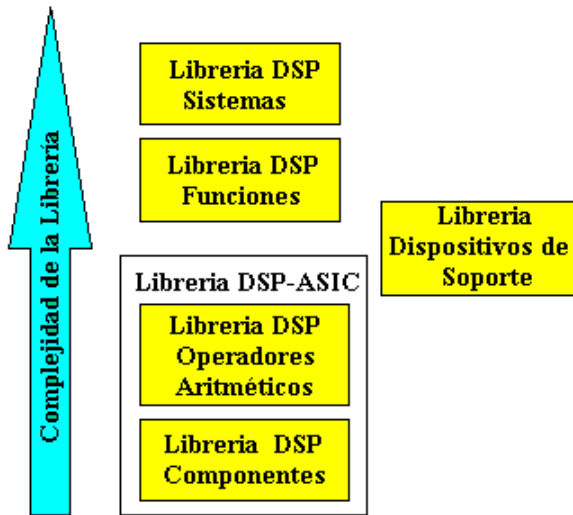 Libreria DSP
Sistemas
Libreria DSP
Funciones
Complejidad de la Librería
Libreria
Dispositivos de
Soporte
Libreria DSP-ASIC
Libreria DSP
Operadores
Aritméticos
Libreria DSP
Componentes